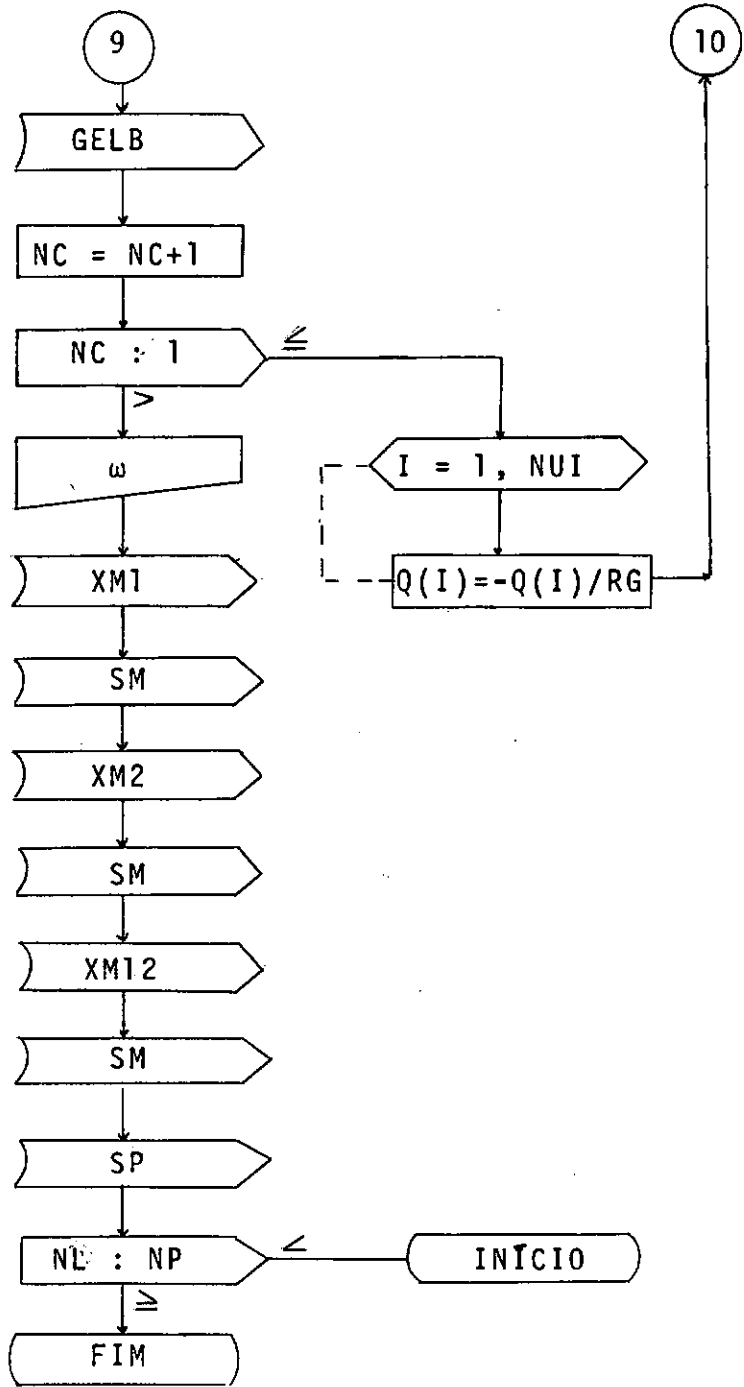 9
10
GELB
NC = NC+1
NC : 1
≦
>
ω
I = 1, NUI
XM1
Q(I)=-Q(I)/RG
SM
XM2
SM
XM12
SM
SP
NL : NP
<
INÍCIO
≧
FIM